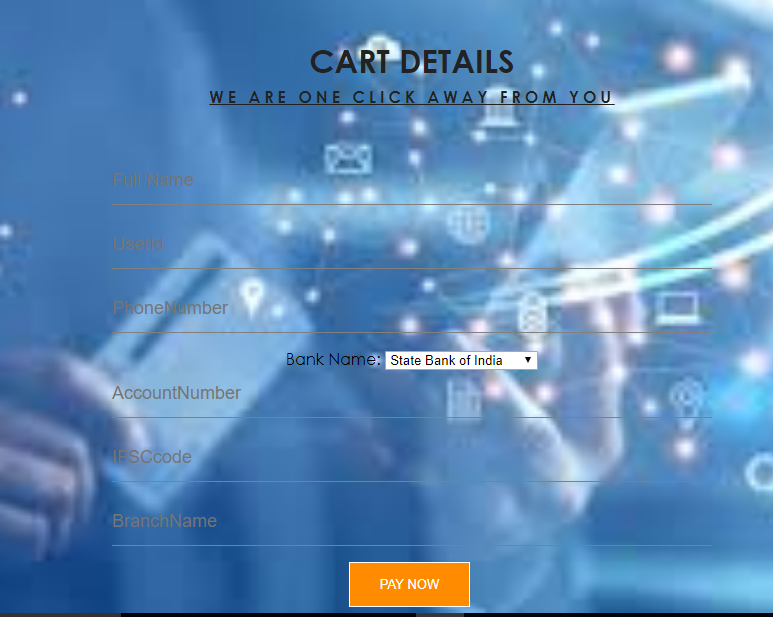 CART DETAILS
WE ARE ONE CLICK AWAY FROM YOU
Full Name
UserId
PhoneNumber
Bank Name: State Bank of India
AccountNumber
IFSCcode
BranchName
PAY NOW